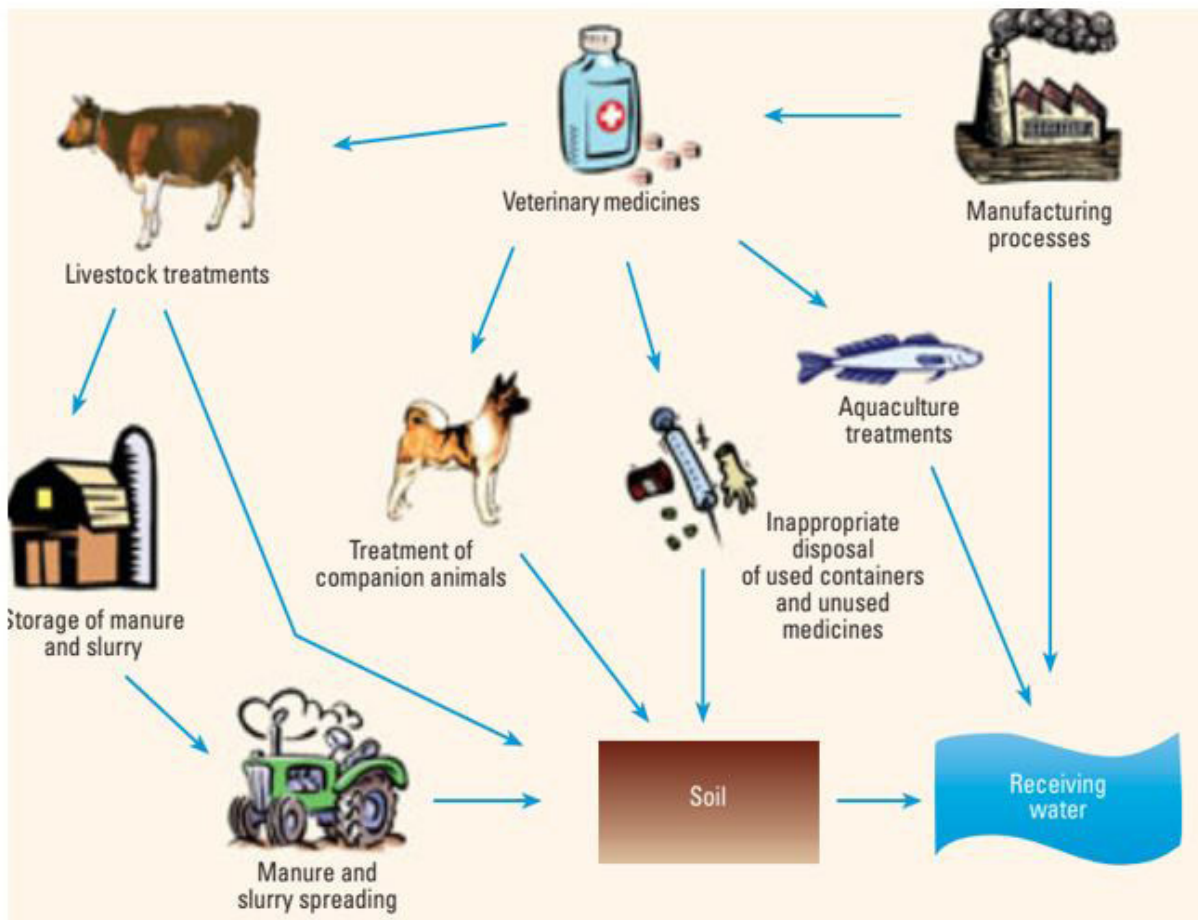 Veterinary medicines
Manufacturing
processes
Livestock treatments
Aquaculture
treatments
Treatment of
companion animals
Inappropriate
disposal
of used containers
and unused
medicines
Storage of manure
and slurry
Manure and
slurry spreading
Soil
Receiving
water